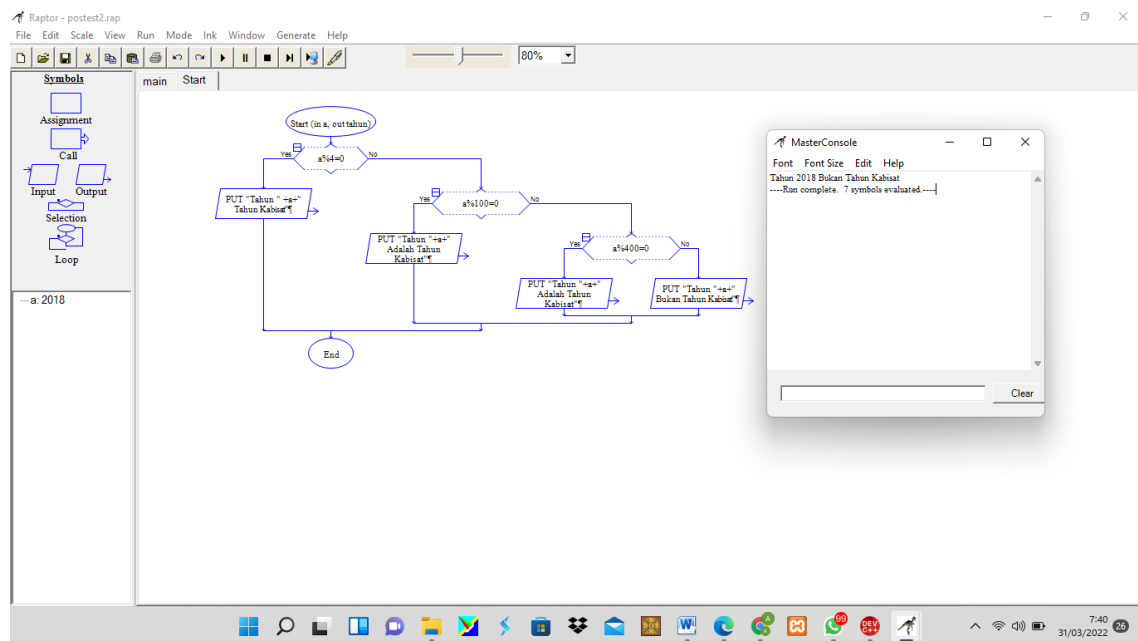 Raptor - postest2.rap
File Edit Scale View Run Mode Ink Window Generate Help
80%
Symbols
Assignment
Call
Input Output
Selection
Loop
a: 2018
main Start
Start (in a, out tahun)
Yes a%4=0 No
PUT "Tahun " +a+"
Tahun Kabisat"¶
Yes a%100=0 No
PUT "Tahun "+a+"
Adalah Tahun
Kabisat"¶
Yes a%400=0 No
PUT "Tahun "+a+"
Adalah Tahun
Kabisat"¶
PUT "Tahun "+a+"
Bukan Tahun Kabisat"¶
End
MasterConsole
Font Font Size Edit Help
Tahun 2018 Bukan Tahun Kabisat
----Run complete. 7 symbols evaluated.----
Clear
99
DEV
C++
7:40
31/03/2022
26